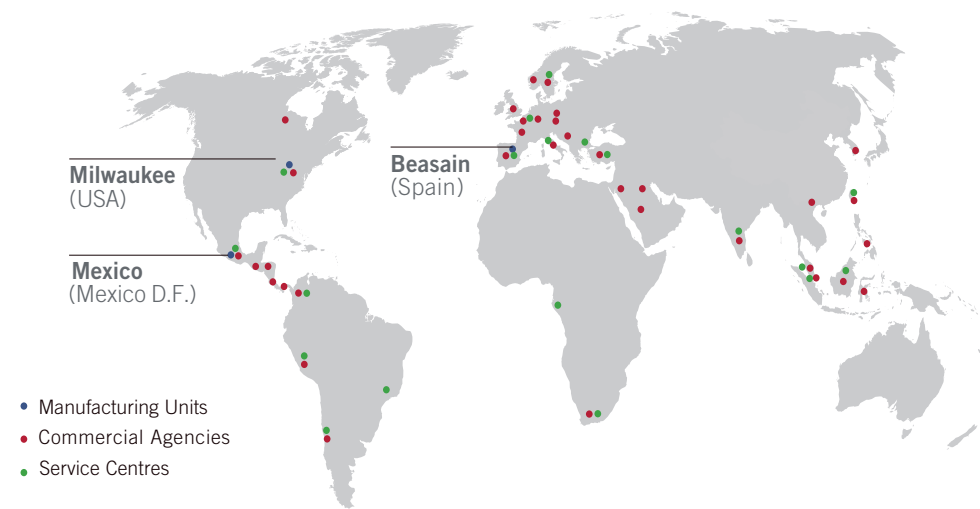 Milwaukee
(USA)
Beasain
(Spain)
Mexico
(Mexico D.F.)
Manufacturing Units
Commercial Agencies
Service Centres